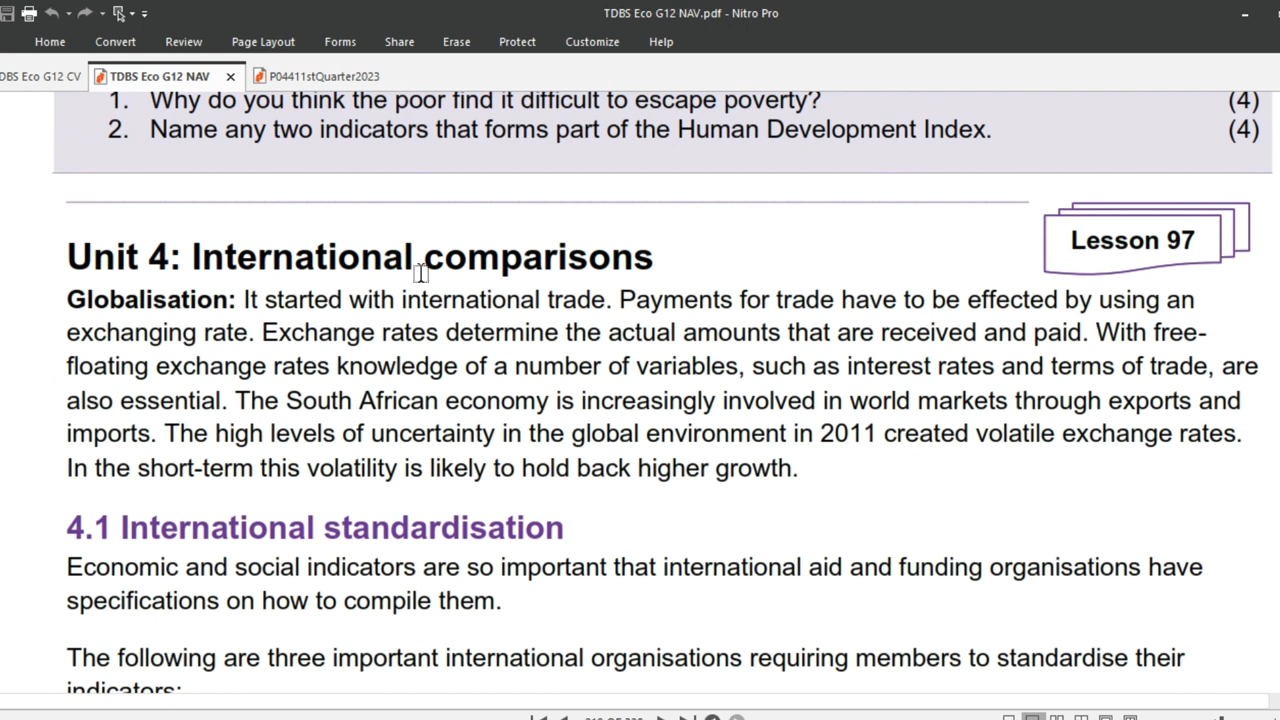 TDBS Eco G12 NAV.pdf - Nitro Pro
Home Convert Review Page Layout Forms Share Erase Protect Customize Help
DBS Eco G12 CV TDBS Eco G12 NAV P04411stQuarter2023
1. Why do you think the poor find it difficult to escape poverty? (4)
2. Name any two indicators that forms part of the Human Development Index. (4)
Lesson 97
Unit 4: International comparisons
Globalisation: It started with international trade. Payments for trade have to be effected by using an
exchanging rate. Exchange rates determine the actual amounts that are received and paid. With free-
floating exchange rates knowledge of a number of variables, such as interest rates and terms of trade, are
also essential. The South African economy is increasingly involved in world markets through exports and
imports. The high levels of uncertainty in the global environment in 2011 created volatile exchange rates.
In the short-term this volatility is likely to hold back higher growth.
4.1 International standardisation
Economic and social indicators are so important that international aid and funding organisations have
specifications on how to compile them.
The following are three important international organisations requiring members to standardise their
indicators: